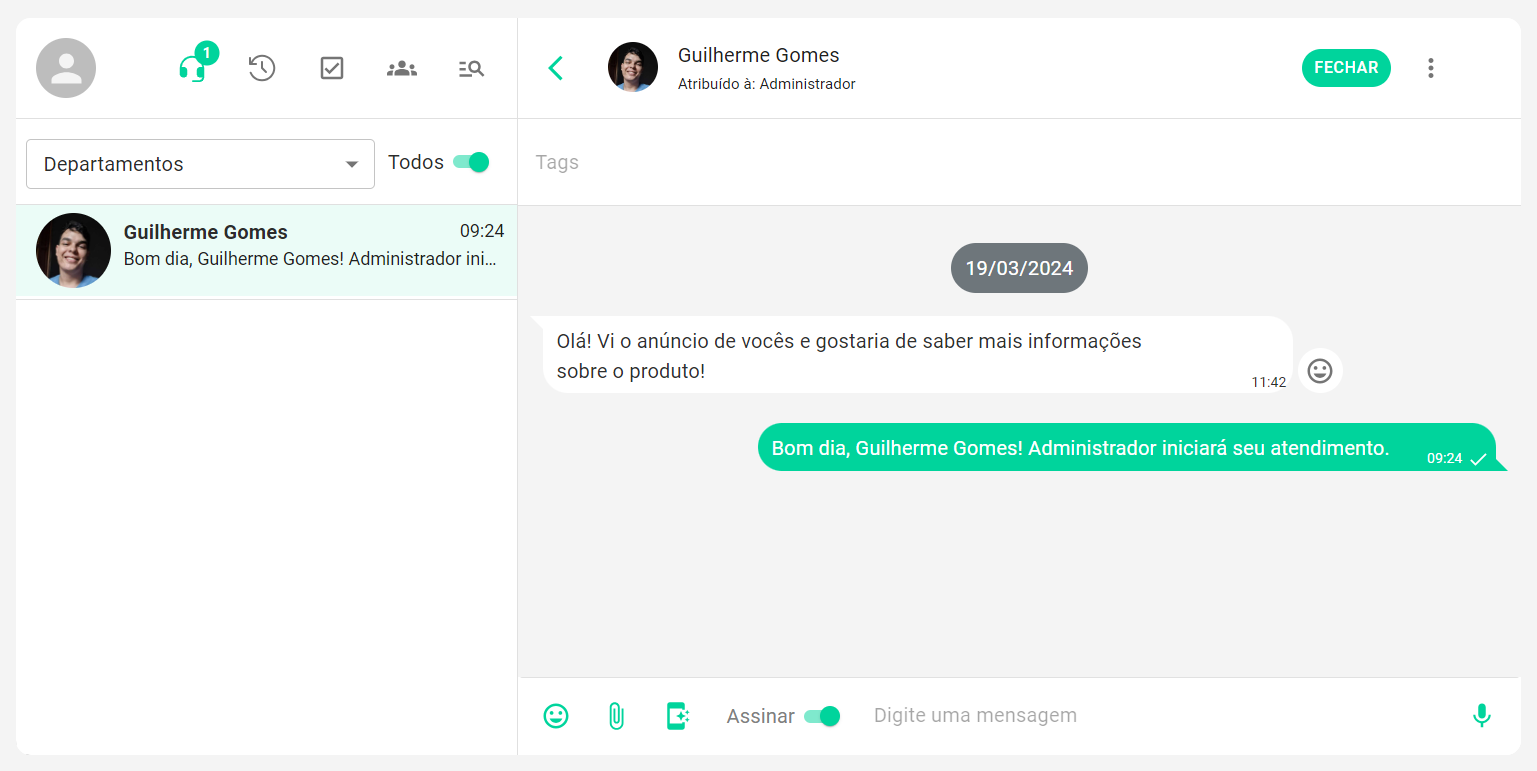 1
Guilherme Gomes
Atribuído à: Administrador
FECHAR
Departamentos
Todos
Tags
Guilherme Gomes
09:24
Bom dia, Guilherme Gomes! Administrador ini...
19/03/2024
Olá! Vi o anúncio de vocês e gostaria de saber mais informações
sobre o produto!
11:42
Bom dia, Guilherme Gomes! Administrador iniciará seu atendimento.
09:24
Assinar
Digite uma mensagem